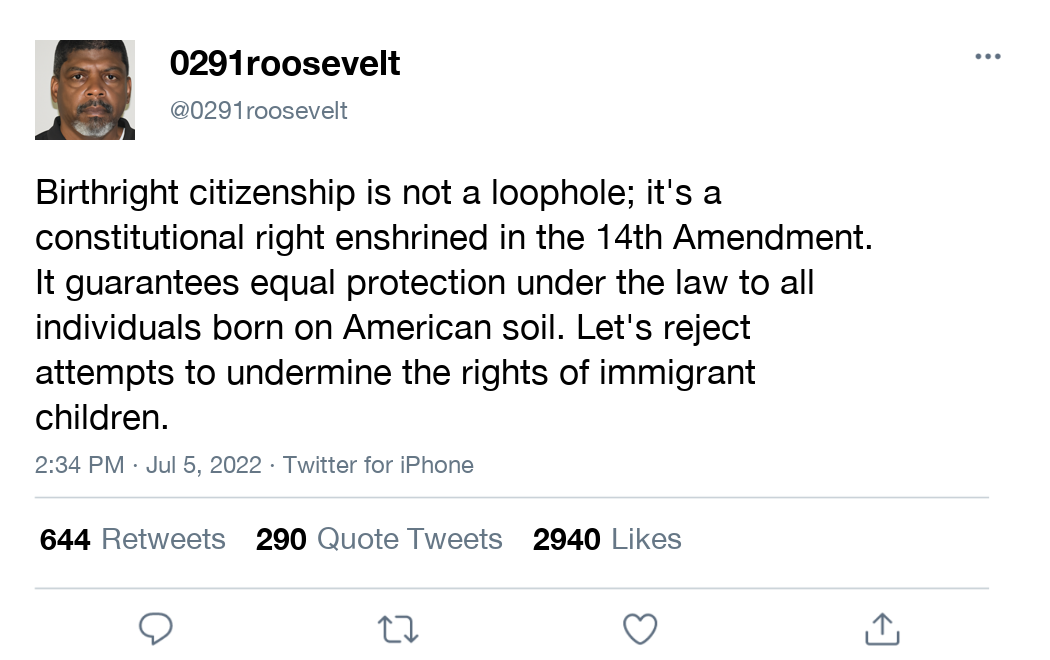 0291roosevelt
@0291roosevelt
Birthright citizenship is not a loophole; it's a
constitutional right enshrined in the 14th Amendment.
It guarantees equal protection under the law to all
individuals born on American soil. Let's reject
attempts to undermine the rights of immigrant
children.
2:34 PM · Jul 5, 2022 · Twitter for iPhone
644 Retweets 290 Quote Tweets 2940 Likes